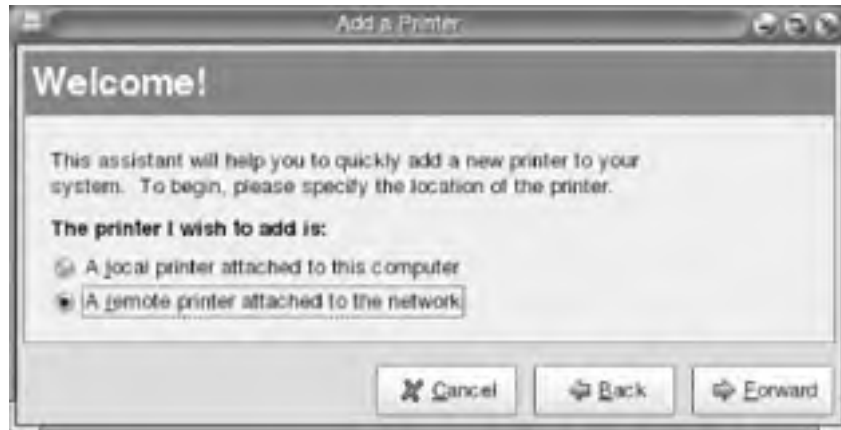 Add a Printer
Welcome!
This assistant will help you to quickly add a new printer to your
system. To begin, please specify the location of the printer.
The printer I wish to add is:
A local printer attached to this computer
A remote printer attached to the network
Cancel
Back
Forward